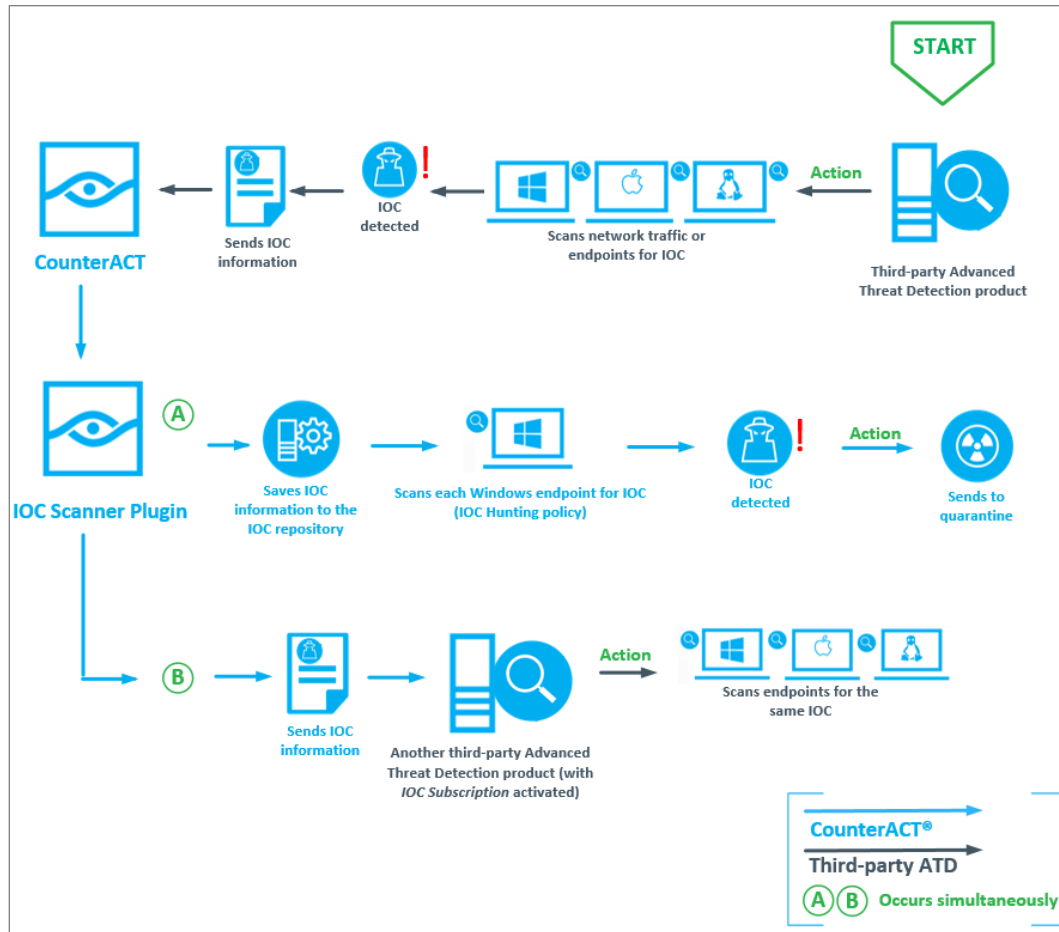 START
Action
CounterACT
Sends IOC
information
IOC
detected
Scans network traffic or
endpoints for IOC
Third-party Advanced
Threat Detection product
IOC Scanner Plugin
A
Saves IOC
information to the
IOC repository
Scans each Windows endpoint for IOC
(IOC Hunting policy)
IOC
detected
Action
Sends to
quarantine
B
Sends IOC
information
Another third-party Advanced
Threat Detection product (with
IOC Subscription activated)
Action
Scans endpoints for the
same IOC
CounterACT®
Third-party ATD
A B Occurs simultaneously